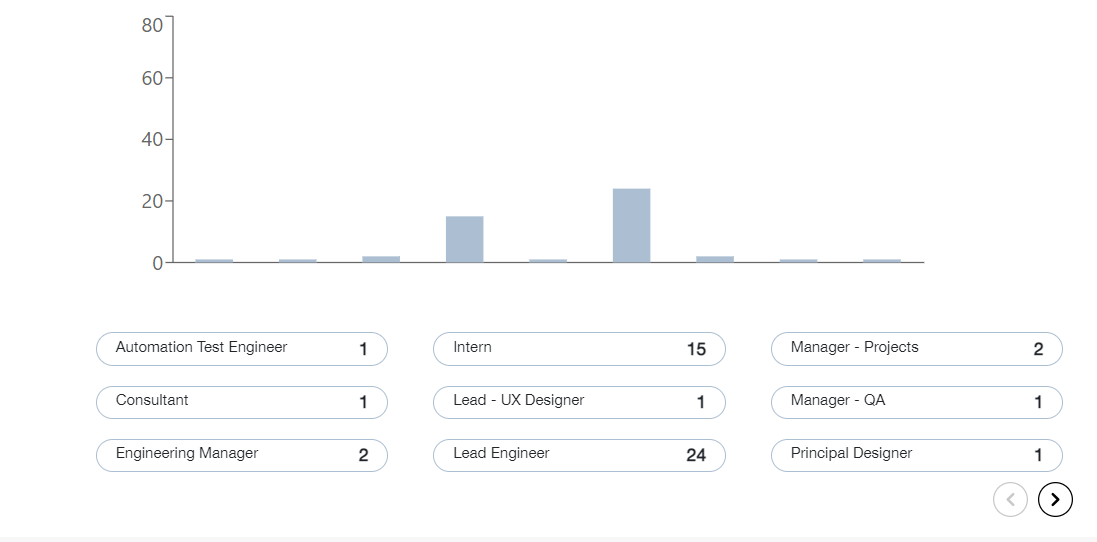 80
60
40
20
0
Automation Test Engineer 1
Intern 15
Manager - Projects 2
Consultant 1
Lead - UX Designer 1
Manager - QA 1
Engineering Manager 2
Lead Engineer 24
Principal Designer 1